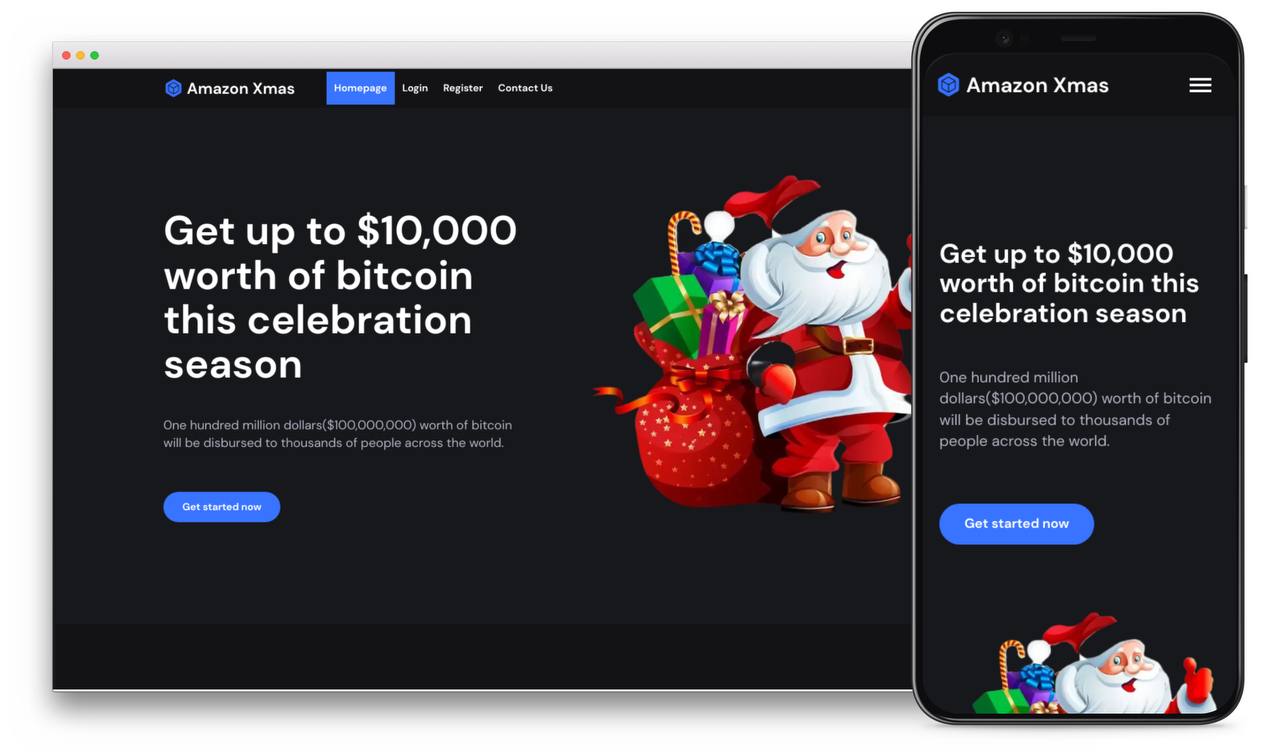 Amazon Xmas
Homepage Login Register Contact Us
Get up to $10,000
worth of bitcoin
this celebration
season
One hundred million dollars($100,000,000) worth of bitcoin
will be disbursed to thousands of people across the world.
Get started now
Amazon Xmas
Get up to $10,000
worth of bitcoin this
celebration season
One hundred million
dollars($100,000,000) worth of bitcoin
will be disbursed to thousands of
people across the world.
Get started now